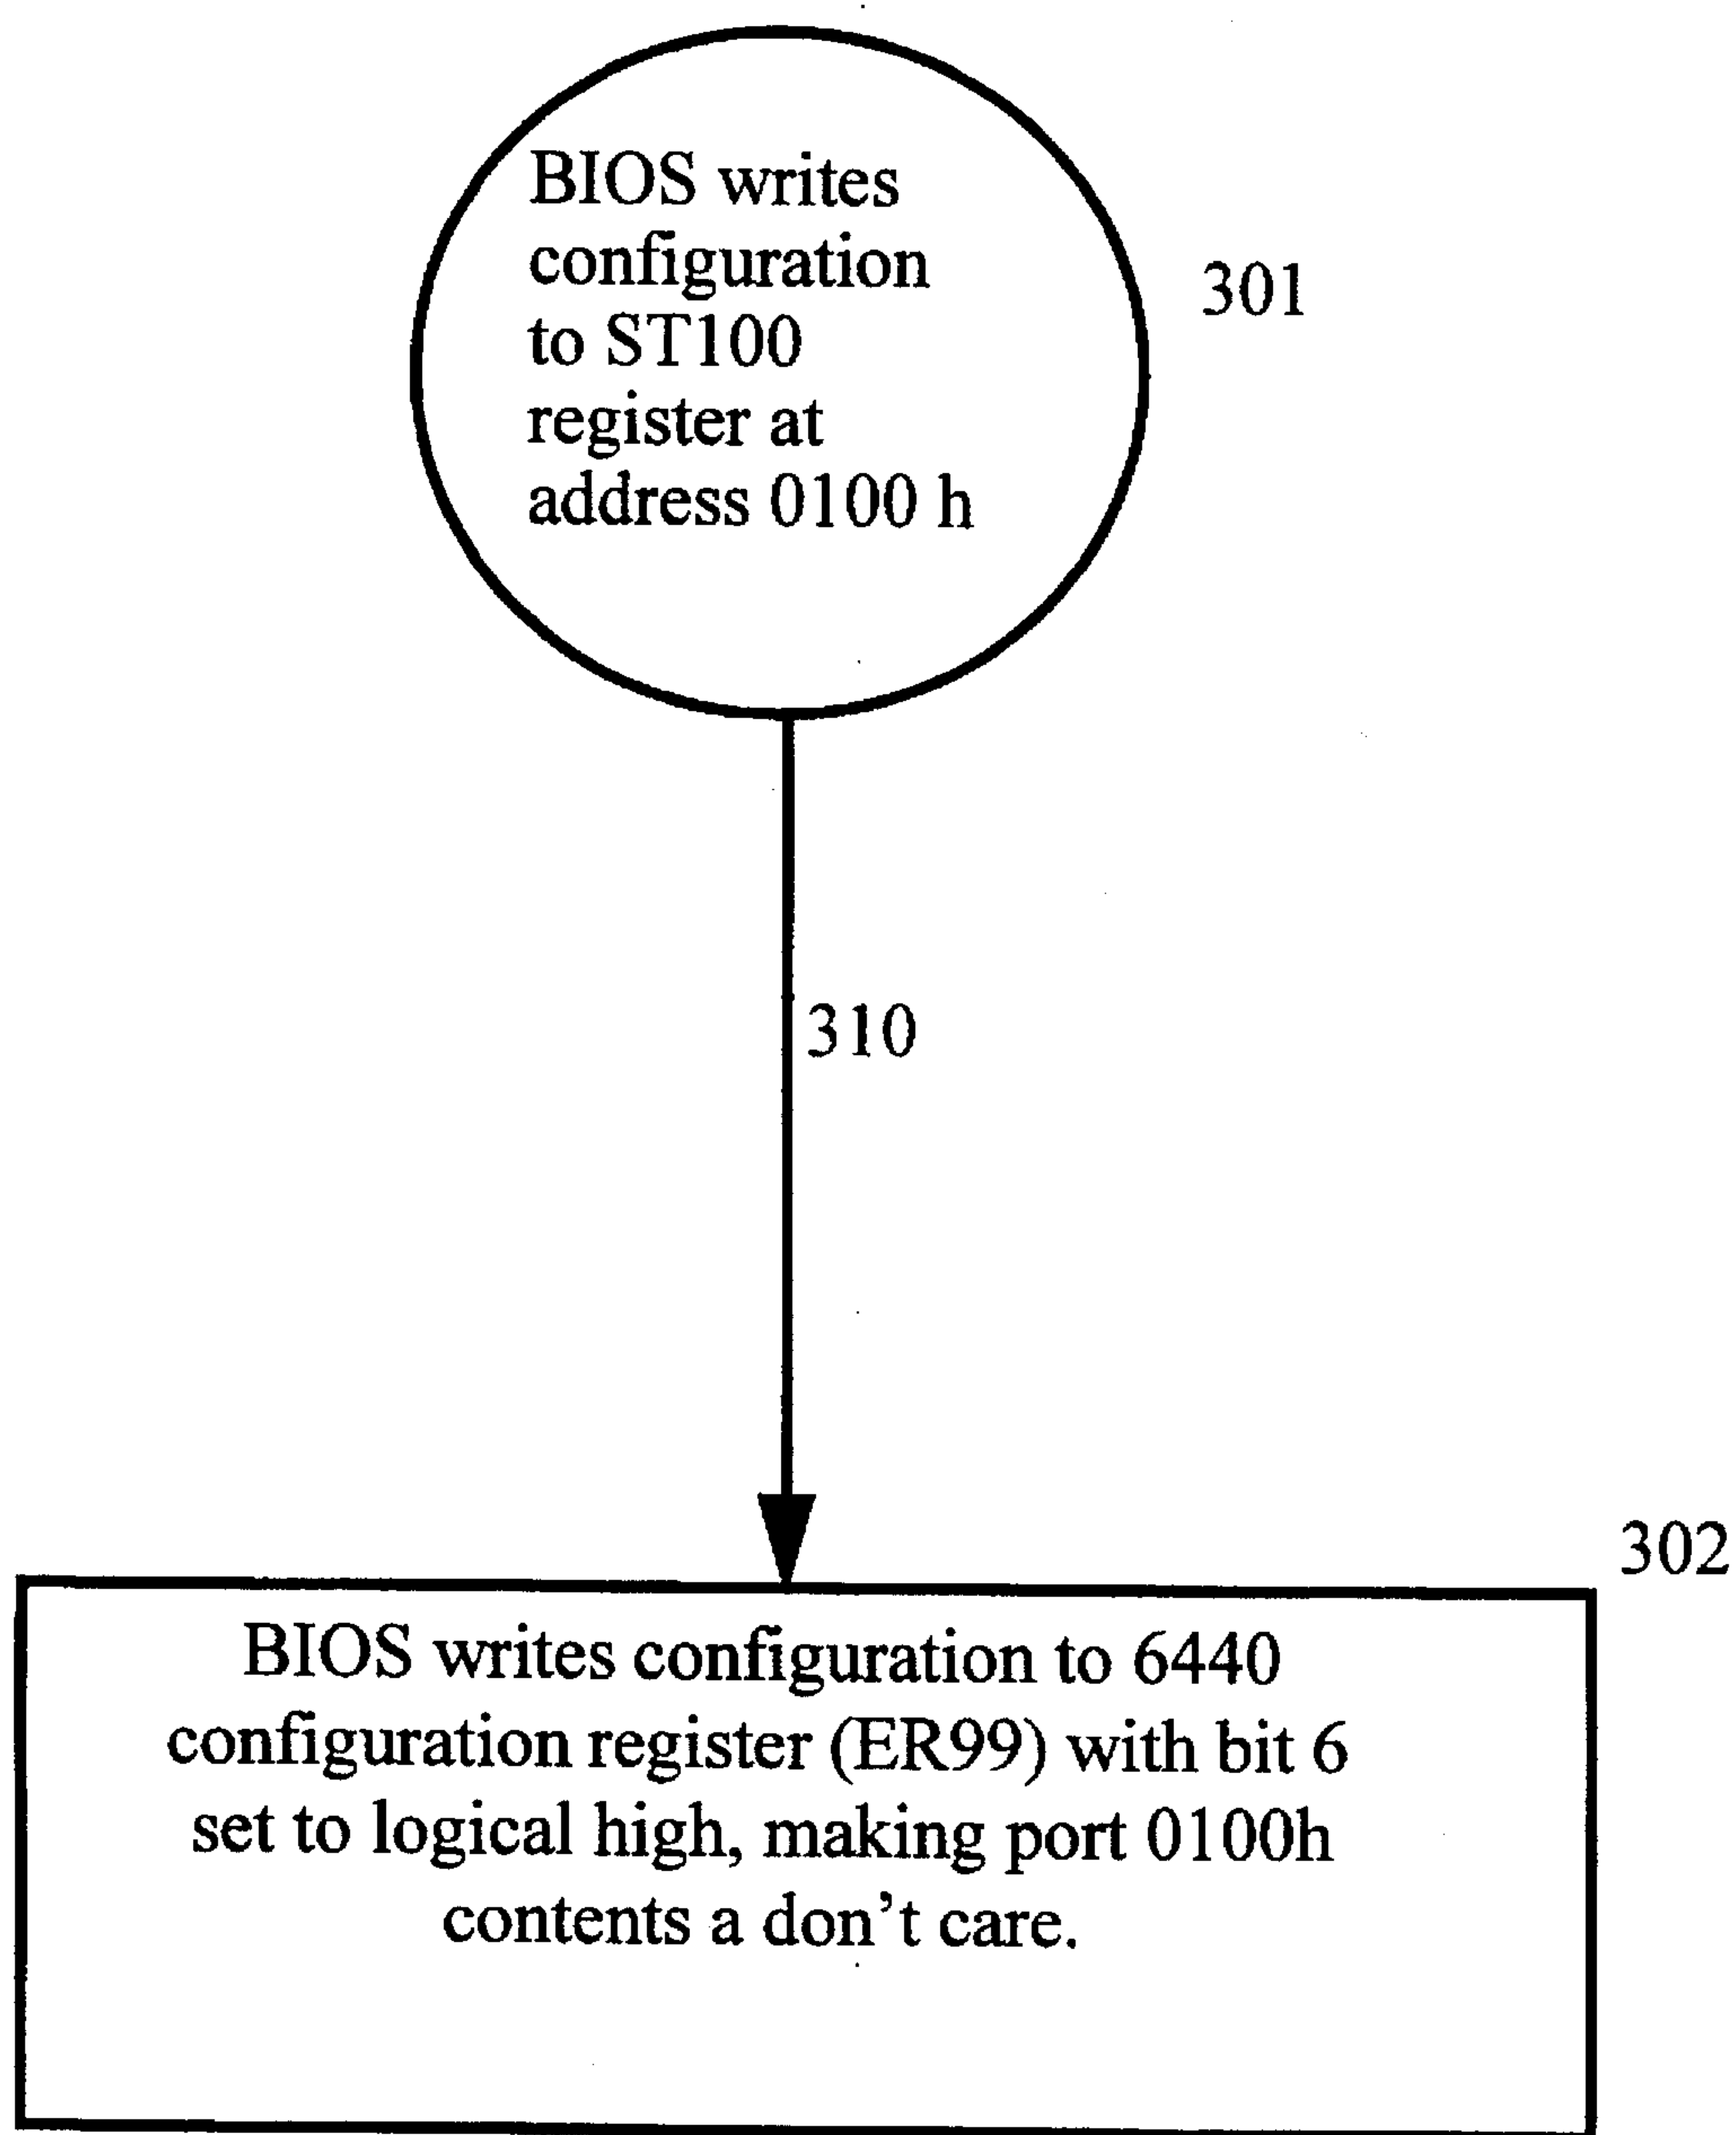 BIOS writes
configuration
to ST100
register at
address 0100 h
301
310
302
BIOS writes configuration to 6440
configuration register (ER99) with bit 6
set to logical high, making port 0100h
contents a don't care.